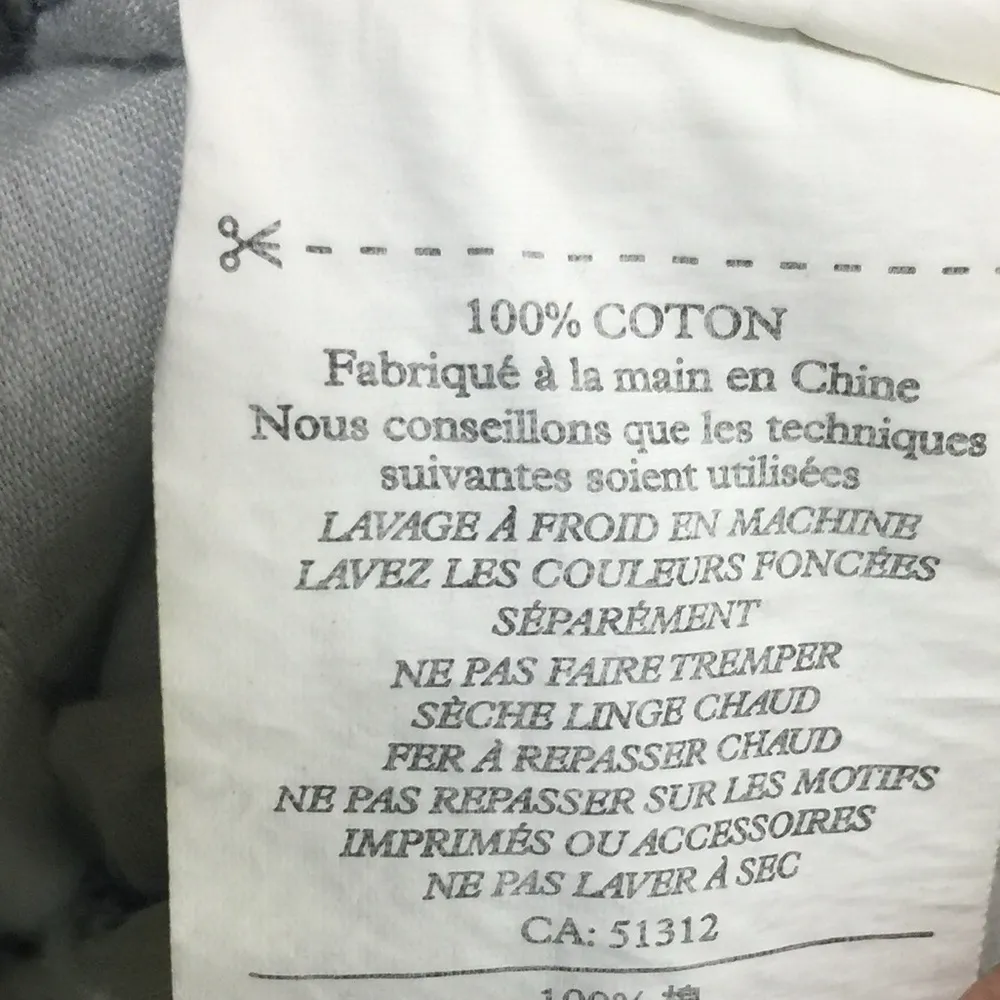 100% COTON
Fabriqué à la main en Chine
Nous conseillons que les techniques
suivantes soient utilisées
LAVAGE À FROID EN MACHINE
LAVEZ LES COULEURS FONCÉES
SÉPARÉMENT
NE PAS FAIRE TREMPER
SÈCHE LINGE CHAUD
FER À REPASSER CHAUD
NE PAS REPASSER SUR LES MOTIFS
IMPRIMÉS OU ACCESSOIRES
NE PAS LAVER À SEC
CA: 51312
100%